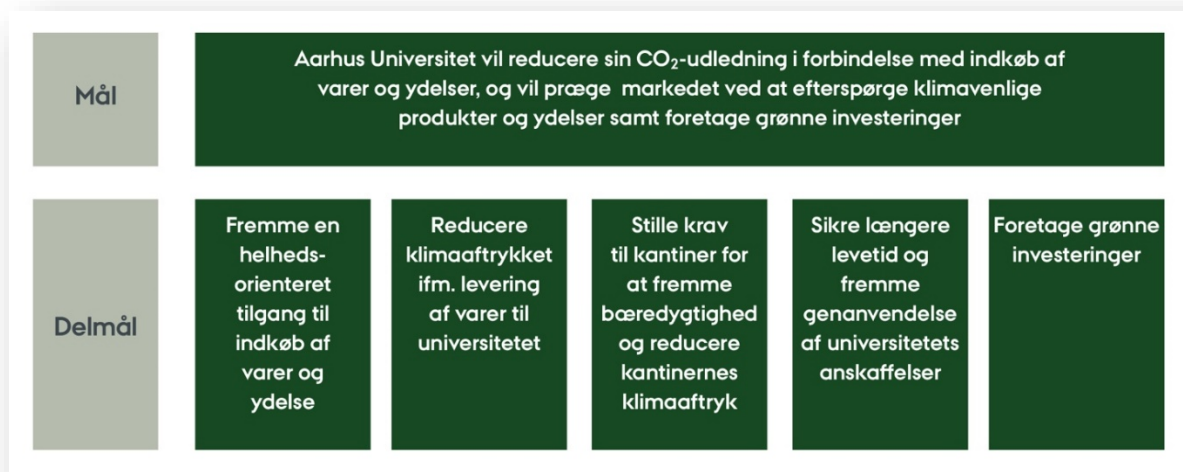 Mål
Aarhus Universitet vil reducere sin CO₂-udledning i forbindelse med indkøb af
varer og ydelser, og vil præge markedet ved at efterspørge klimavenlige
produkter og ydelser samt foretage grønne investeringer
Delmål
Fremme en
helheds-
orienteret
tilgang til
indkøb af
varer og
ydelse
Reducere
klimaaftrykket
ifm. levering
af varer til
universitetet
Stille krav
til kantiner for
at fremme
bæredygtighed
og reducere
kantinernes
klimaaftryk
Sikre længere
levetid og
fremme
genanvendelse
af universitetets
anskaffelser
Foretage grønne
investeringer